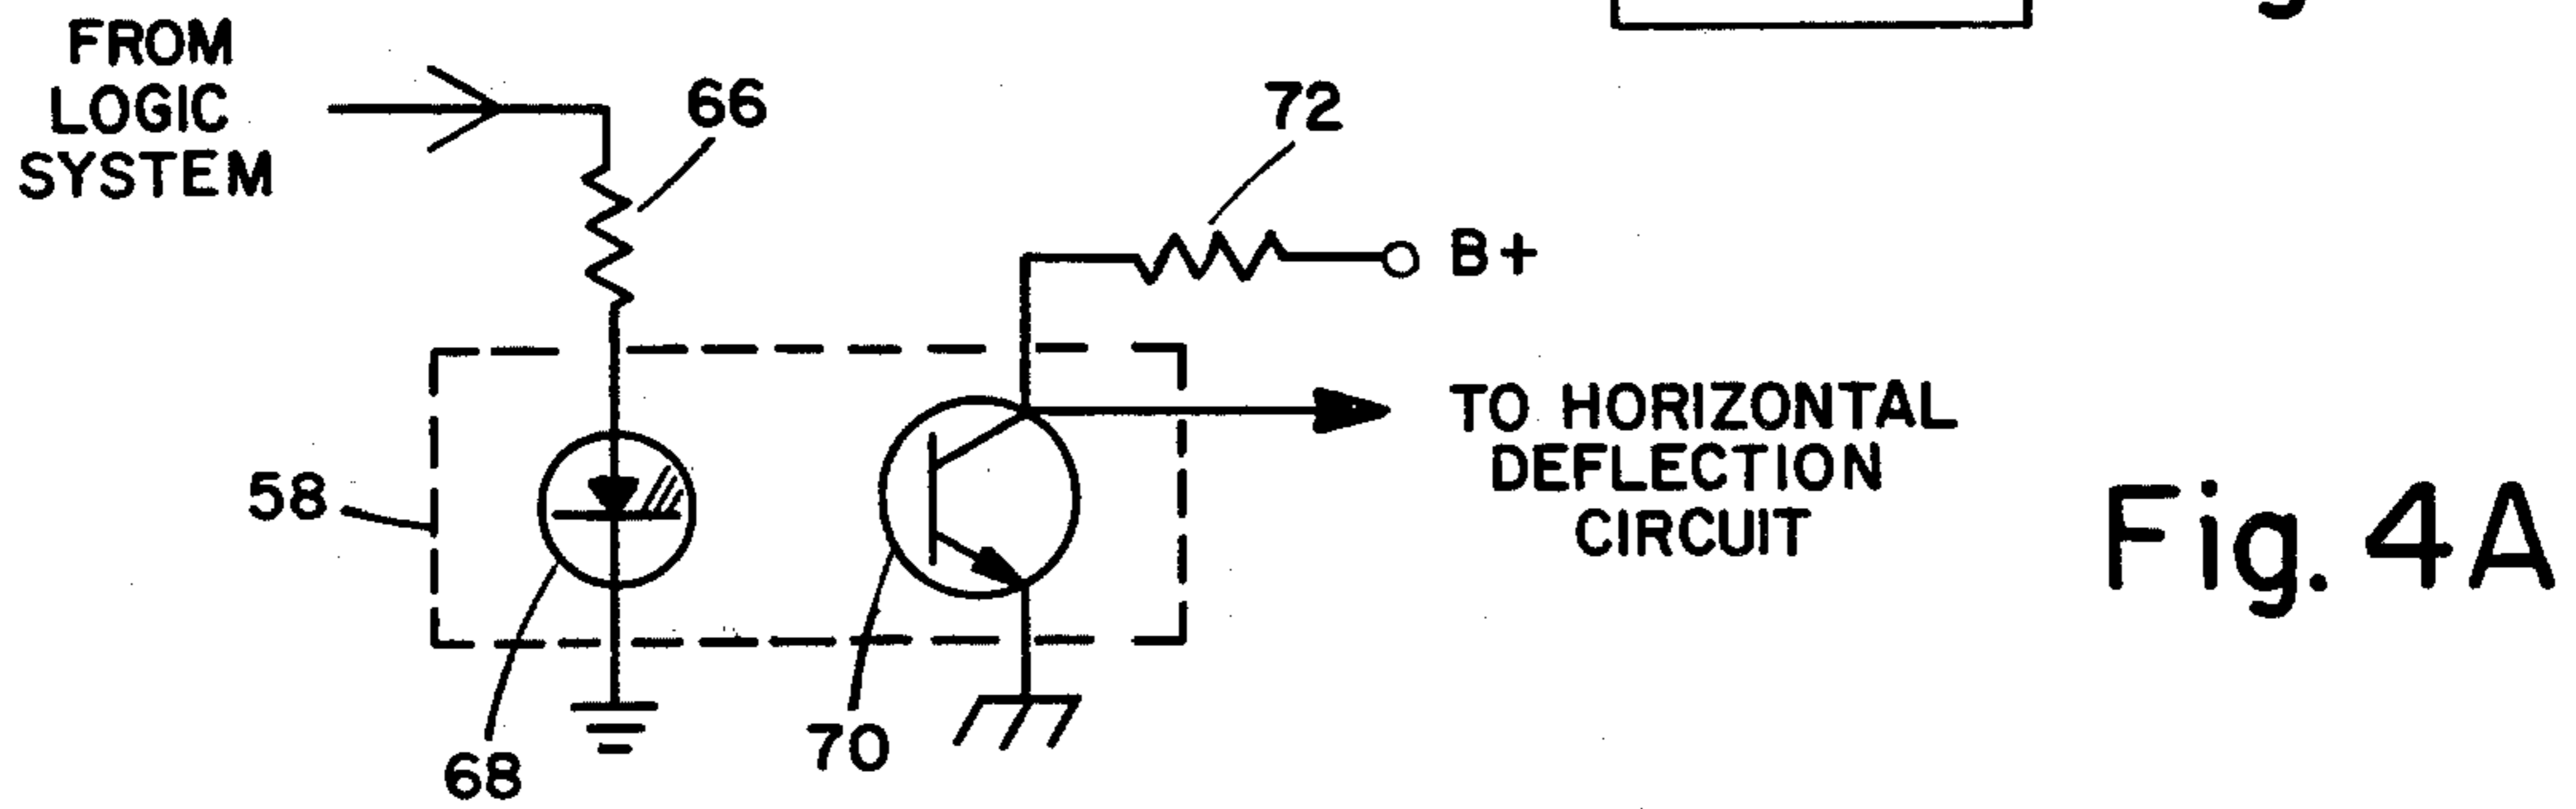 FROM
LOGIC
SYSTEM
66
72
B+
TO HORIZONTAL
DEFLECTION
CIRCUIT
58
68
70
Fig. 4A